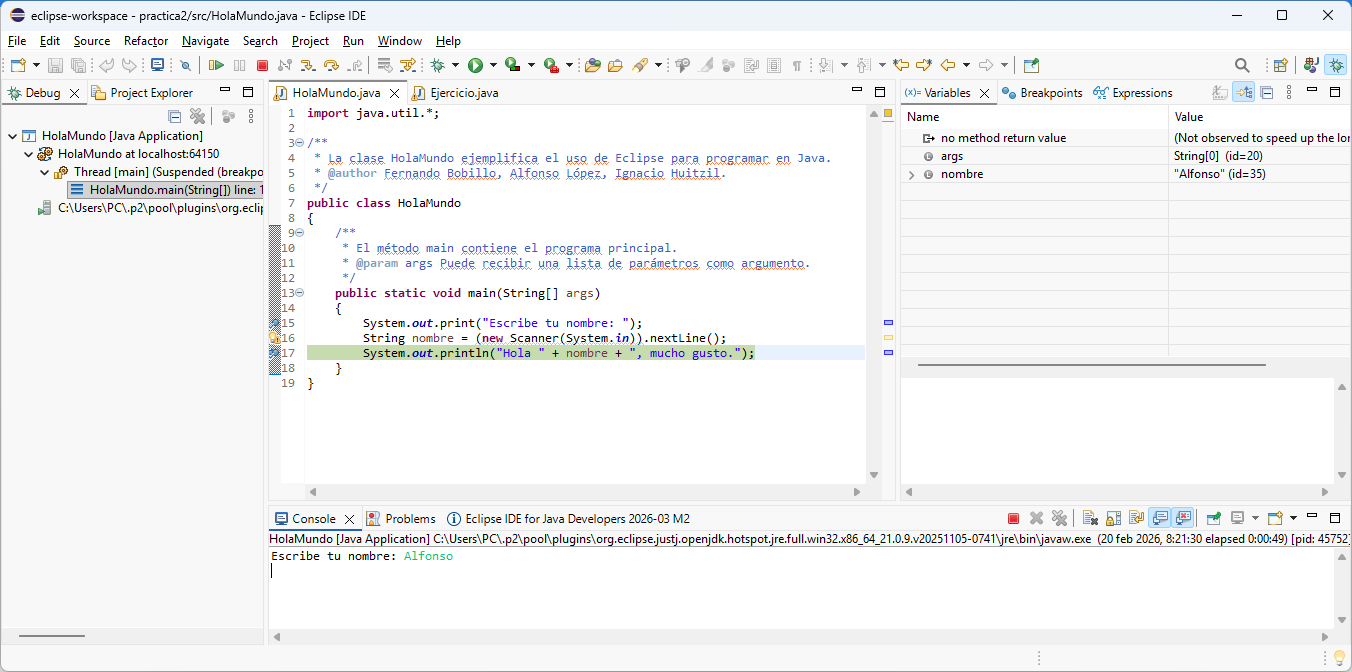 eclipse-workspace - practica2/src/HolaMundo.java - Eclipse IDE
File Edit Source Refactor Navigate Search Project Run Window Help
Debug Project Explorer
HolaMundo [Java Application]
HolaMundo at localhost:64150
Thread [main] (Suspended (breakpo
HolaMundo.main(String[]) line: 1
C:\Users\PC\.p2\pool\plugins\org.eclip
HolaMundo.java Ejercicio.java
1 import java.util.*;
2
3 /**
4  * La clase HolaMundo ejemplifica el uso de Eclipse para programar en Java.
5  * @author Fernando Bobillo, Alfonso López, Ignacio Huitzil.
6  */
7 public class HolaMundo
8 {
9     /**
10      * El método main contiene el programa principal.
11      * @param args Puede recibir una lista de parámetros como argumento.
12      */
13     public static void main(String[] args)
14     {
15         System.out.print("Escribe tu nombre: ");
16         String nombre = (new Scanner(System.in)).nextLine();
17         System.out.println("Hola " + nombre + ", mucho gusto.");
18     }
19 }
(x)= Variables Breakpoints Expressions
Name Value
no method return value (Not observed to speed up the lor
args String[0] (id=20)
nombre "Alfonso" (id=35)
Console Problems Eclipse IDE for Java Developers 2026-03 M2
HolaMundo [Java Application] C:\Users\PC\.p2\pool\plugins\org.eclipse.justj.openjdk.hotspot.jre.full.win32.x86_64_21.0.9.v20251105-0741\jre\bin\javaw.exe (20 feb 2026, 8:21:30 elapsed 0:00:49) [pid: 45752]
Escribe tu nombre: Alfonso